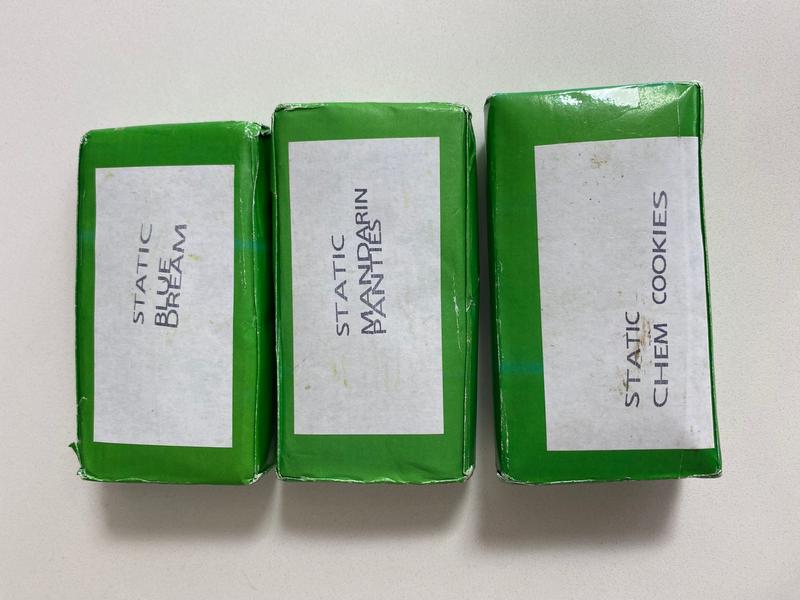 STATIC
BLUE
DREAM
STATIC
MANDARIN
PANTIES
STATIC
CHEM COOKIES